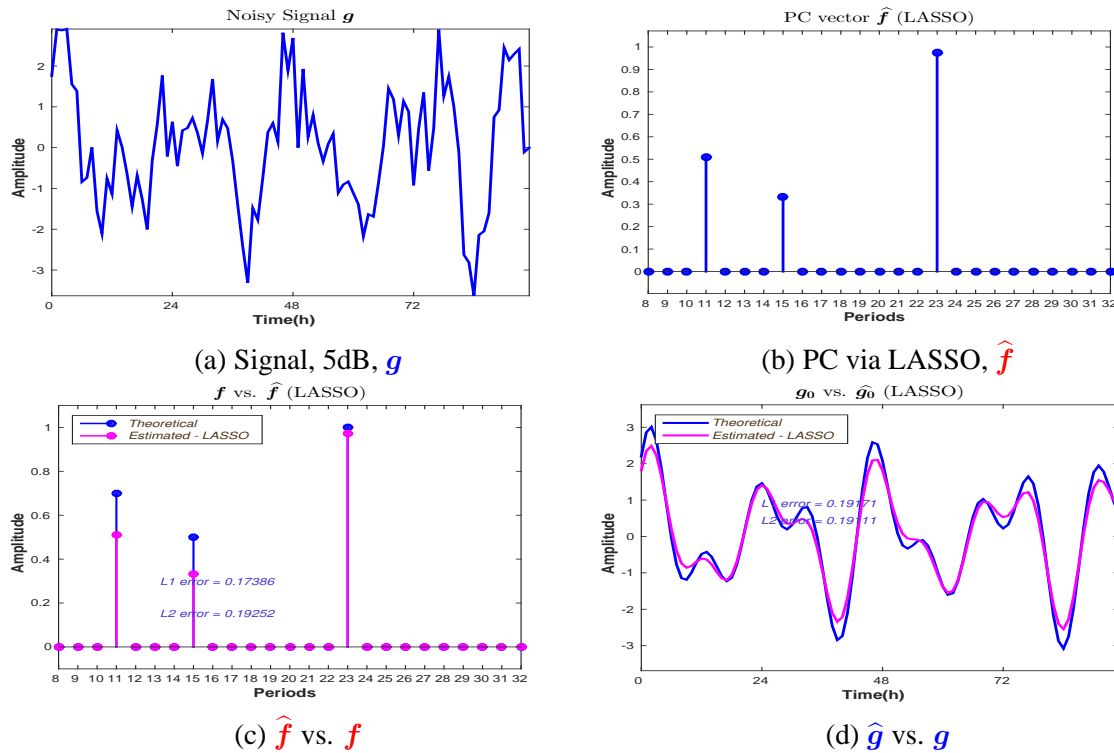 Noisy Signal g
Amplitude
2
1
0
-1
-2
-3
0 24 48 72
Time(h)
(a) Signal, 5dB, g
PC vector f̂ (LASSO)
Amplitude
1
0.9
0.8
0.7
0.6
0.5
0.4
0.3
0.2
0.1
0
8 9 10 11 12 13 14 15 16 17 18 19 20 21 22 23 24 25 26 27 28 29 30 31 32
Periods
(b) PC via LASSO, f̂
f vs. f̂ (LASSO)
Theoretical
Estimated - LASSO
Amplitude
1
0.8
0.6
0.4
0.2
0
L1 error = 0.17386
L2 error = 0.19252
8 9 10 11 12 13 14 15 16 17 18 19 20 21 22 23 24 25 26 27 28 29 30 31 32
Periods
(c) f̂ vs. f
g₀ vs. ĝ₀ (LASSO)
Theoretical
Estimated - LASSO
Amplitude
3
2
1
0
-1
-2
-3
L1 error = 0.19171
L2 error = 0.19111
0 24 48 72
Time(h)
(d) ĝ vs. g